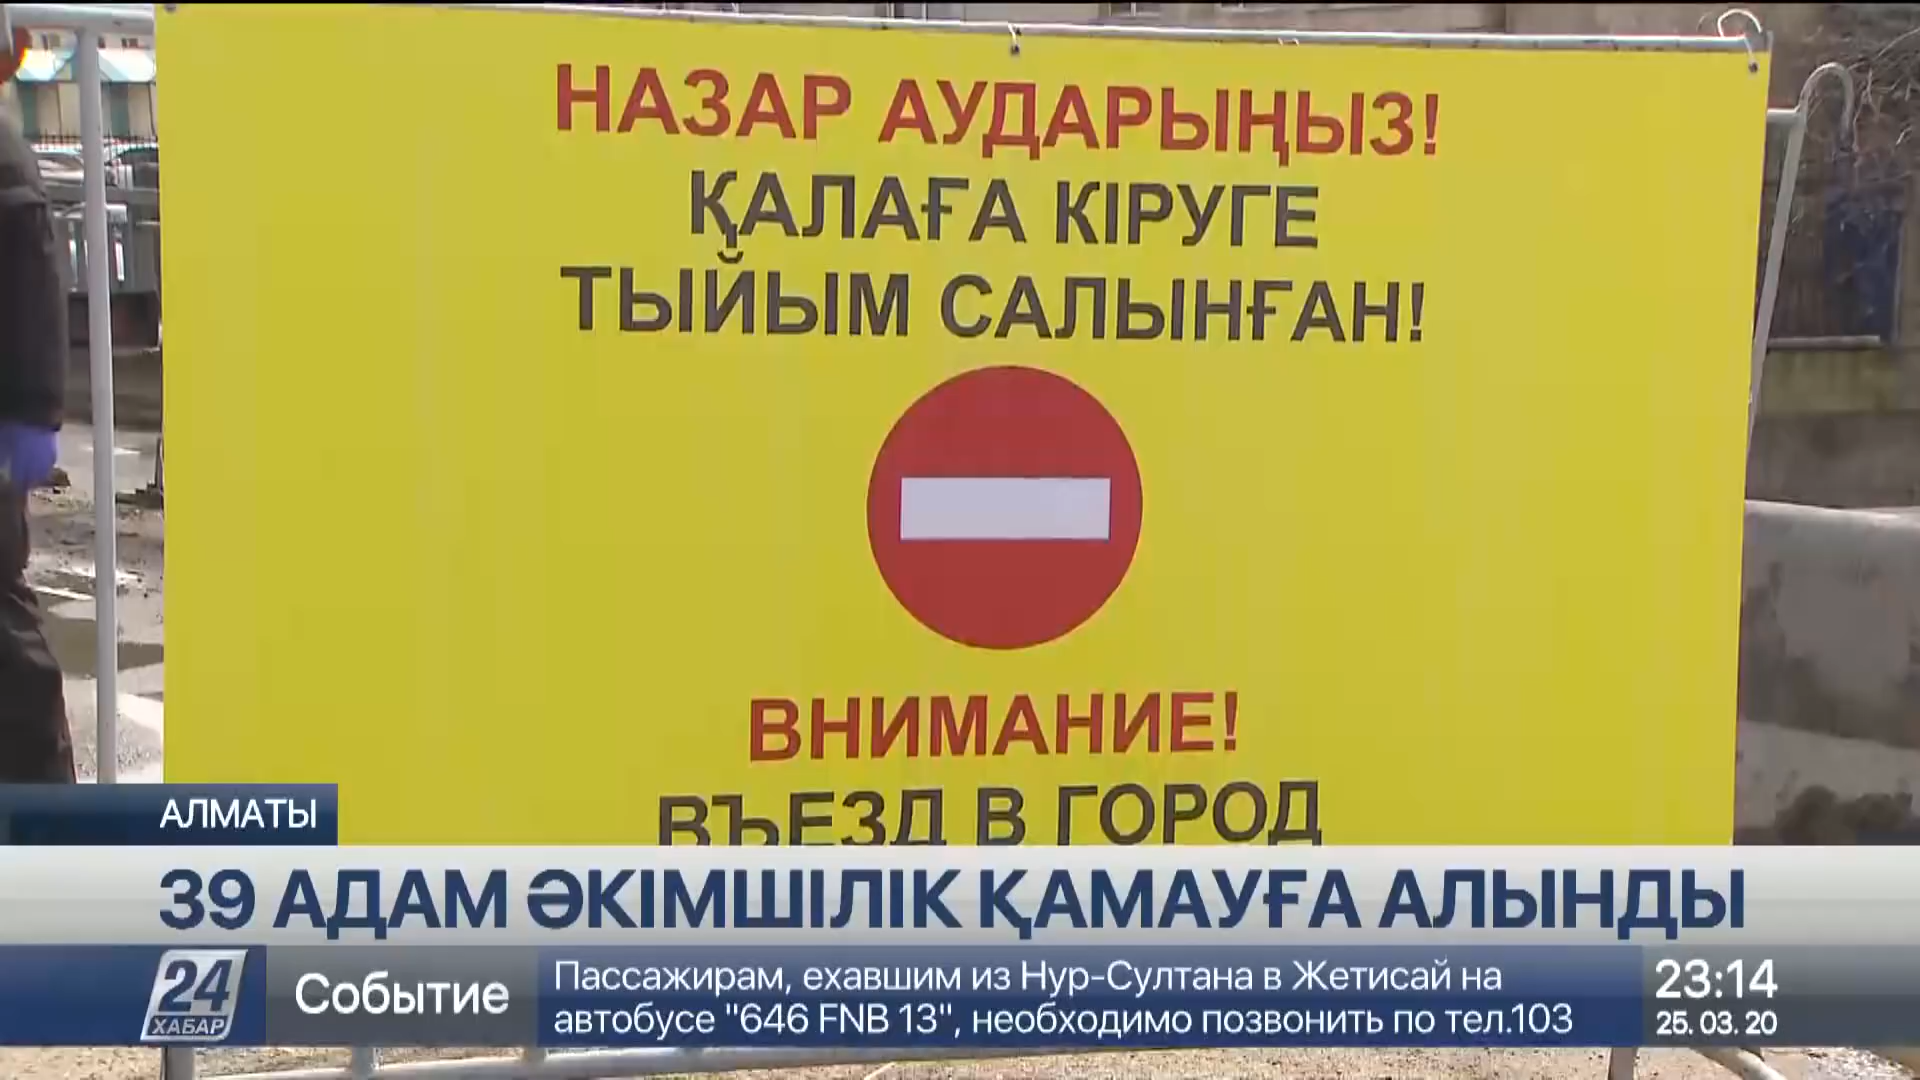 НАЗАР АУДАРЫҢЫЗ!
ҚАЛАҒА КІРУГЕ
ТЫЙЫМ САЛЫНҒАН!
ВНИМАНИЕ!
ВЪЕЗД В ГОРОД
АЛМАТЫ
39 АДАМ ӘКІМШІЛІК ҚАМАУҒА АЛЫНДЫ
24
ХАБАР
Событие
Пассажирам, ехавшим из Нур-Султана в Жетисай на
автобусе "646 FNB 13", необходимо позвонить по тел.103
23:14
25. 03. 20